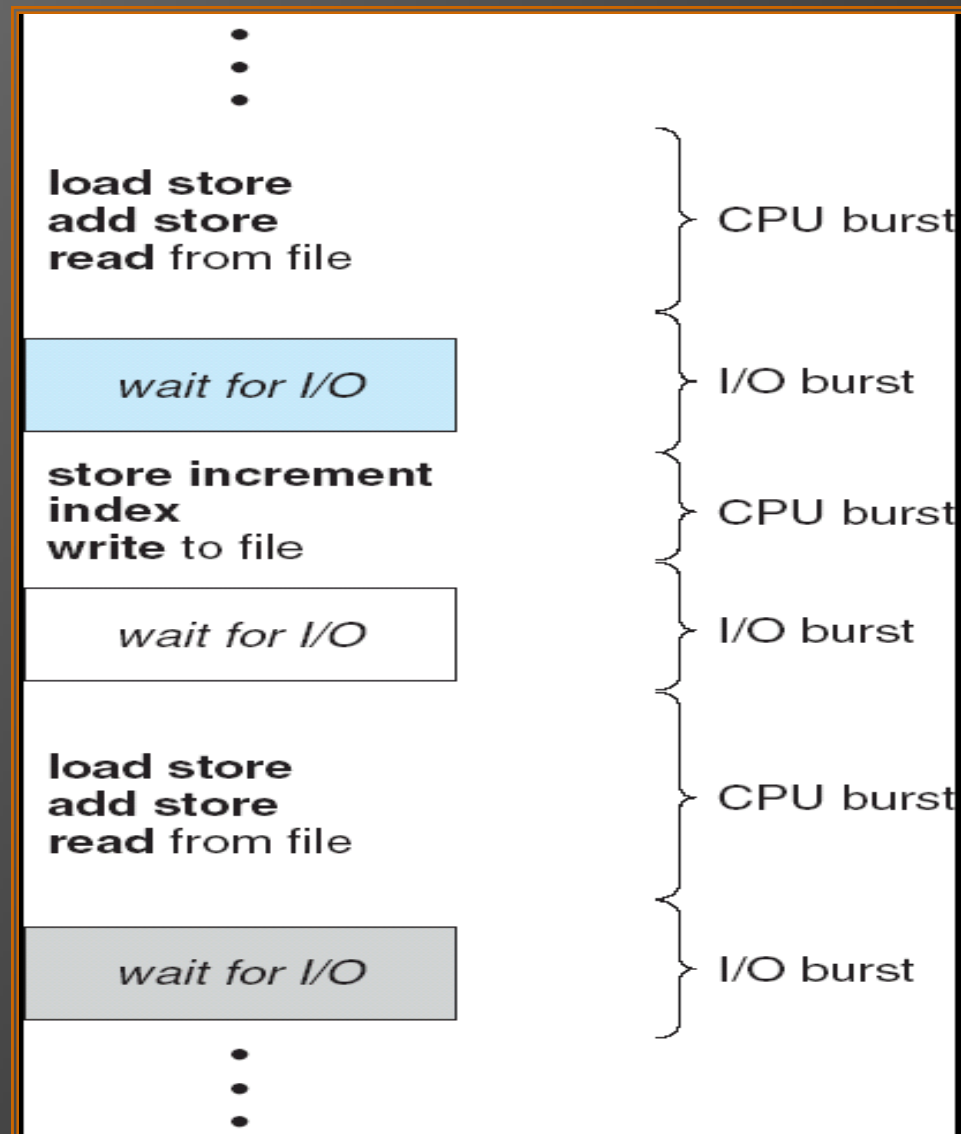 load store
add store
read from file
CPU burst
wait for I/O
I/O burst
store increment
index
write to file
CPU burst
wait for I/O
I/O burst
load store
add store
read from file
CPU burst
wait for I/O
I/O burst